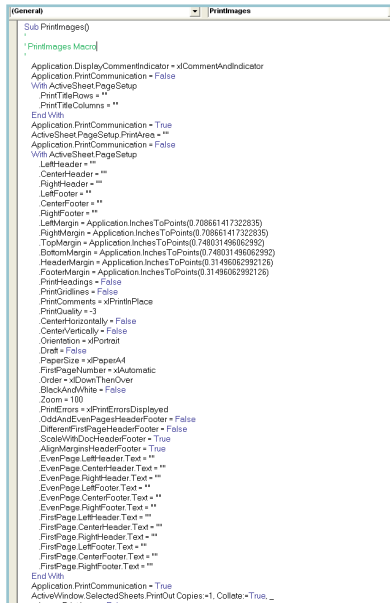 (General)
PrintImages
Sub PrintImages()
'
' PrintImages Macro
'
Application.DisplayCommentIndicator = xlCommentAndIndicator
Application.PrintCommunication = False
With ActiveSheet.PageSetup
.PrintTitleRows = ""
.PrintTitleColumns = ""
End With
Application.PrintCommunication = True
ActiveSheet.PageSetup.PrintArea = ""
Application.PrintCommunication = False
With ActiveSheet.PageSetup
.LeftHeader = ""
.CenterHeader = ""
.RightHeader = ""
.LeftFooter = ""
.CenterFooter = ""
.RightFooter = ""
.LeftMargin = Application.InchesToPoints(0.708661417322835)
.RightMargin = Application.InchesToPoints(0.708661417322835)
.TopMargin = Application.InchesToPoints(0.748031496062992)
.BottomMargin = Application.InchesToPoints(0.748031496062992)
.HeaderMargin = Application.InchesToPoints(0.31496062992126)
.FooterMargin = Application.InchesToPoints(0.31496062992126)
.PrintHeadings = False
.PrintGridlines = False
.PrintComments = xlPrintInPlace
.PrintQuality = -3
.CenterHorizontally = False
.CenterVertically = False
.Orientation = xlPortrait
.Draft = False
.PaperSize = xlPaperA4
.FirstPageNumber = xlAutomatic
.Order = xlDownThenOver
.BlackAndWhite = False
.Zoom = 100
.PrintErrors = xlPrintErrorsDisplayed
.OddAndEvenPagesHeaderFooter = False
.DifferentFirstPageHeaderFooter = False
.ScaleWithDocHeaderFooter = True
.AlignMarginsHeaderFooter = True
.EvenPage.LeftHeader.Text = ""
.EvenPage.CenterHeader.Text = ""
.EvenPage.RightHeader.Text = ""
.EvenPage.LeftFooter.Text = ""
.EvenPage.CenterFooter.Text = ""
.EvenPage.RightFooter.Text = ""
.FirstPage.LeftHeader.Text = ""
.FirstPage.CenterHeader.Text = ""
.FirstPage.RightHeader.Text = ""
.FirstPage.LeftFooter.Text = ""
.FirstPage.CenterFooter.Text = ""
.FirstPage.RightFooter.Text = ""
End With
Application.PrintCommunication = True
ActiveWindow.SelectedSheets.PrintOut Copies:=1, Collate:=True, _